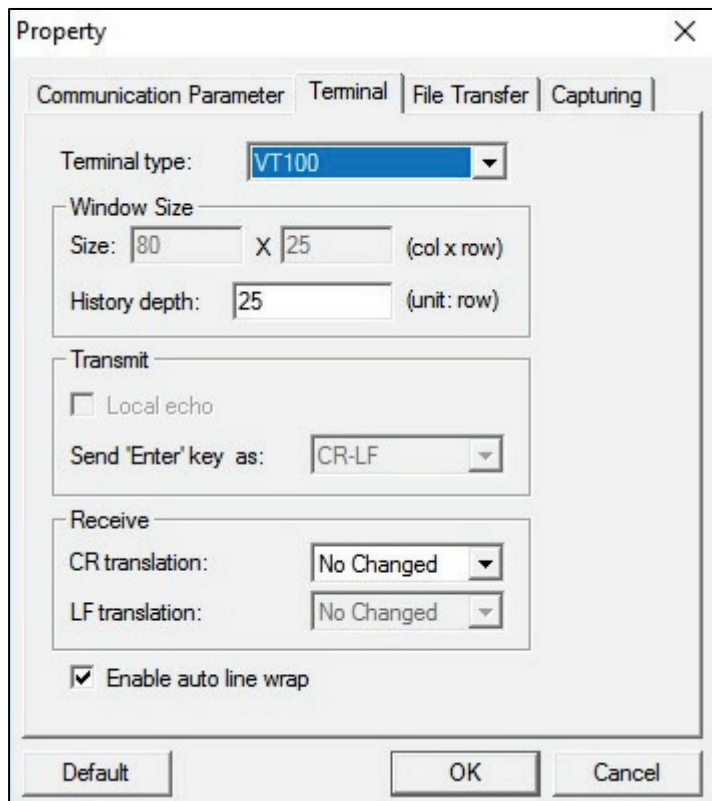 Property
Communication Parameter Terminal File Transfer Capturing
Terminal type: VT100
Window Size
Size: 80 X 25 (col x row)
History depth: 25 (unit: row)
Transmit
Local echo
Send 'Enter' key as: CR-LF
Receive
CR translation: No Changed
LF translation: No Changed
Enable auto line wrap
Default OK Cancel